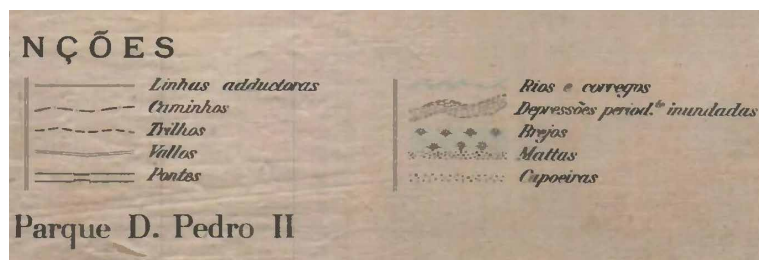 NÇÕES
Linhas adductoras
Caminhos
Trilhos
Vallos
Pontes
Rios e corregos
Depressões period.te inundadas
Brejos
Mattas
Capoeiras
Parque D. Pedro II